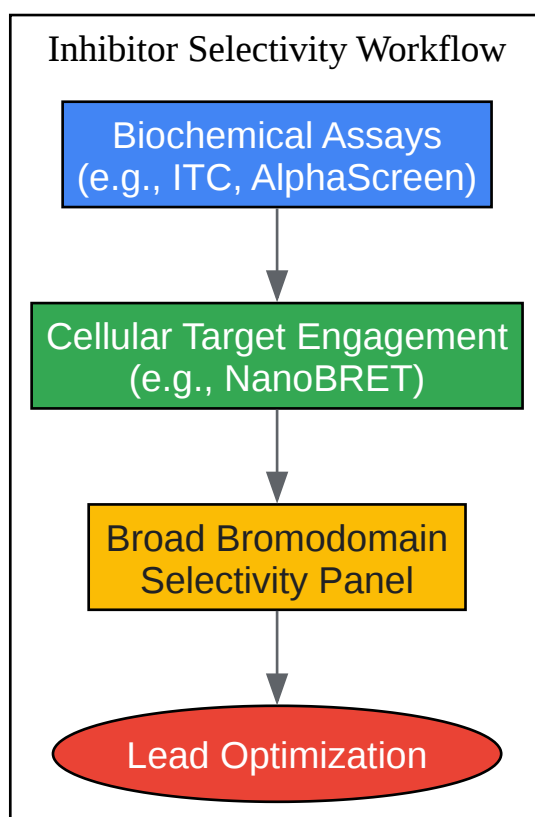 Inhibitor Selectivity Workflow
Biochemical Assays
(e.g., ITC, AlphaScreen)
Cellular Target Engagement
(e.g., NanoBRET)
Broad Bromodomain
Selectivity Panel
Lead Optimization